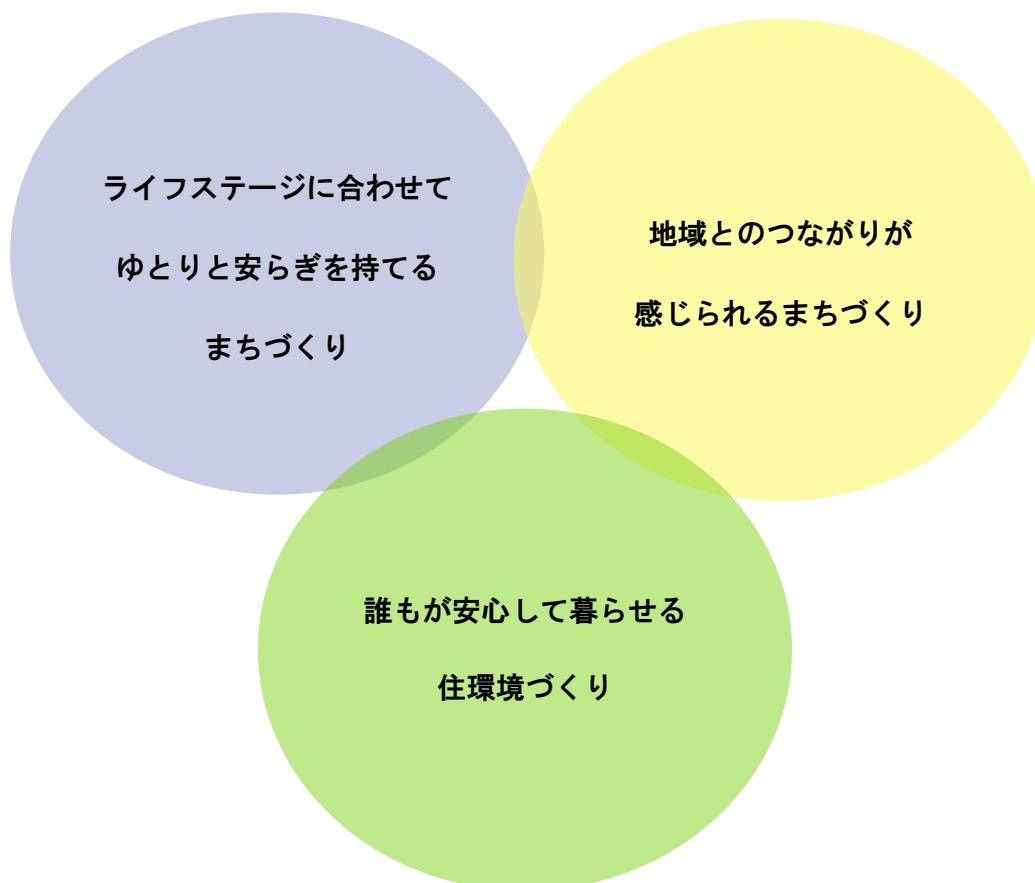 ライフステージに合わせて
ゆとりと安らぎを持てる
まちづくり
地域とのつながりが
感じられるまちづくり
誰もが安心して暮らせる
住環境づくり